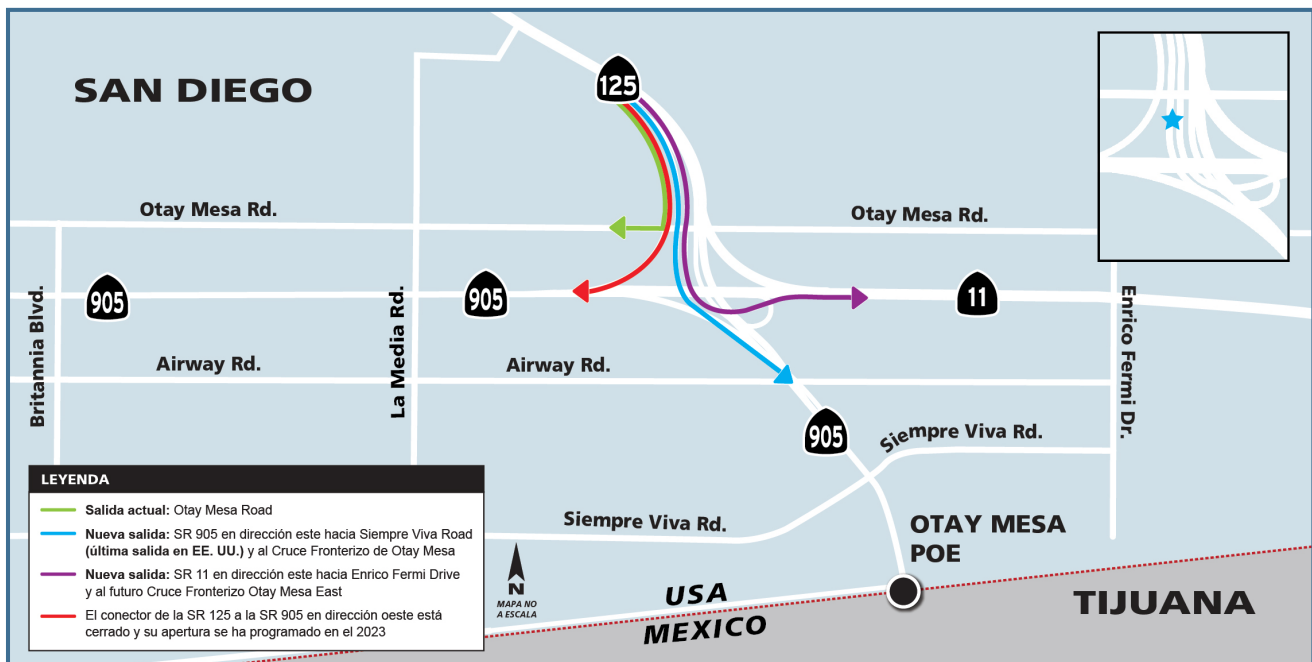 SAN DIEGO
125
Otay Mesa Rd.
Otay Mesa Rd.
905
905
11
Britannia Blvd.
La Media Rd.
Enrico Fermi Dr.
Airway Rd.
Airway Rd.
905
Siempre Viva Rd.
Siempre Viva Rd.
OTAY MESA
POE
USA
MEXICO
TIJUANA
N
MAPA NO
A ESCALA
LEYENDA
Salida actual: Otay Mesa Road
Nueva salida: SR 905 en dirección este hacia Siempre Viva Road
(última salida en EE. UU.) y al Cruce Fronterizo de Otay Mesa
Nueva salida: SR 11 en dirección este hacia Enrico Fermi Drive
y al futuro Cruce Fronterizo Otay Mesa East
El conector de la SR 125 a la SR 905 en dirección oeste está
cerrado y su apertura se ha programado en el 2023